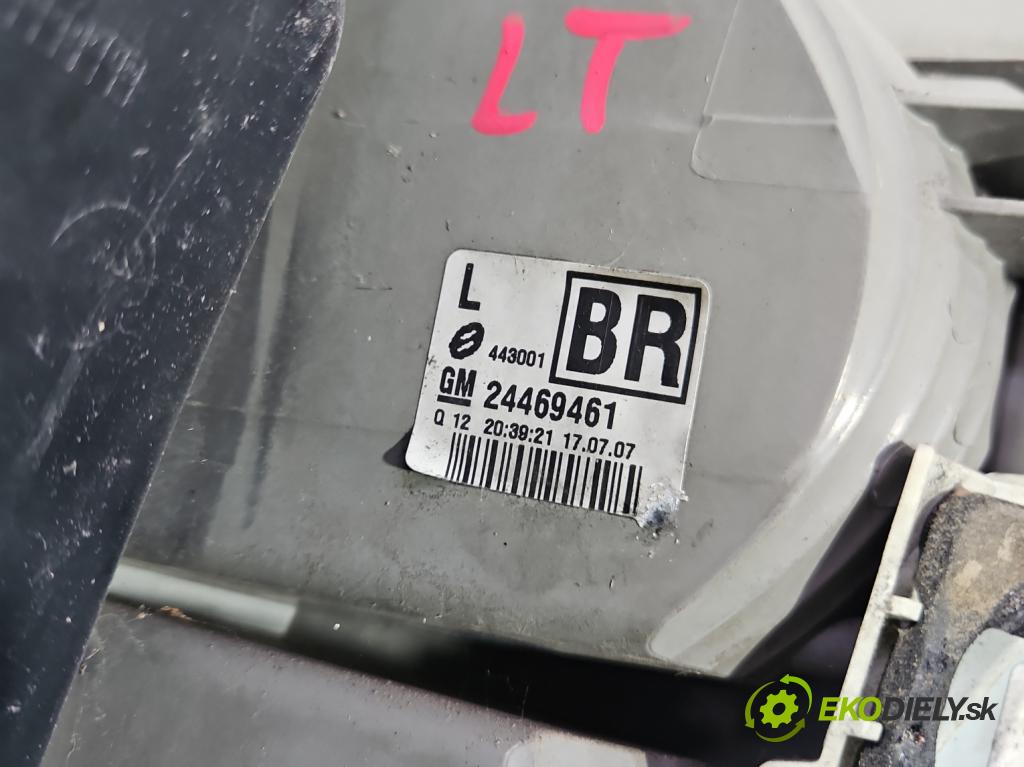 LT
L
BR
443001
GM 24469461
Q 12 20:39:21 17.07.07
EKODIELY.sk